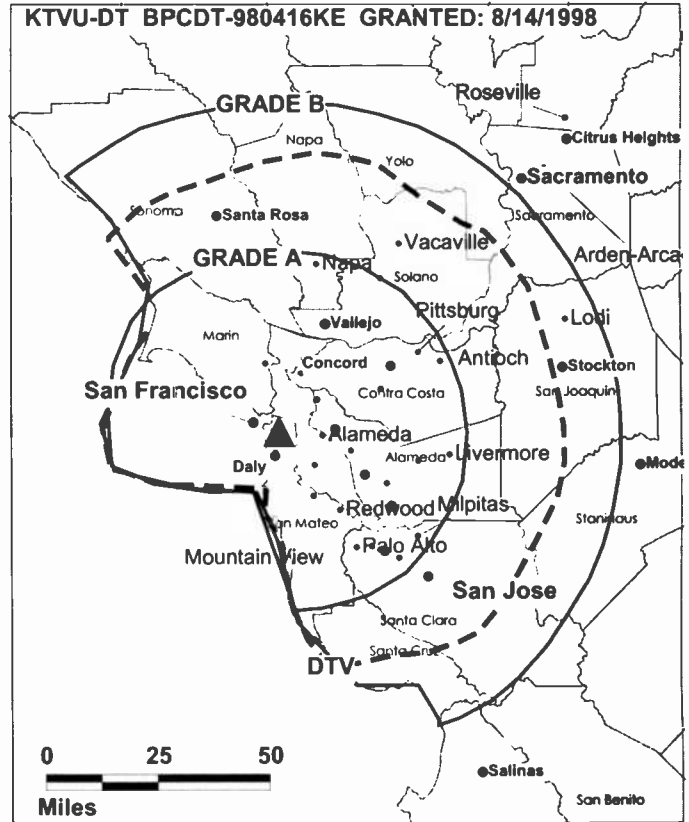 KTVU-DT BPCDT-980416KE GRANTED: 8/14/1998
Roseville
GRADE B
Citrus Heights
Napa
Yolo
Sacramento
Sonoma
Santa Rosa
Sacramento
Vacaville
Arden-Arca
GRADE A
Napa
Solano
Pittsburg
Lodi
Vallejo
Marin
Concord
Antioch
Stockton
San Francisco
Contra Costa
San Joaquin
Alameda
Daly
Alameda
Livermore
Mode
Redwood
Milpitas
San Mateo
Stanislaus
Palo Alto
Mountain View
San Jose
Santa Clara
Santa Cruz
DTV
0 25 50
Miles
Salinas
San Benito